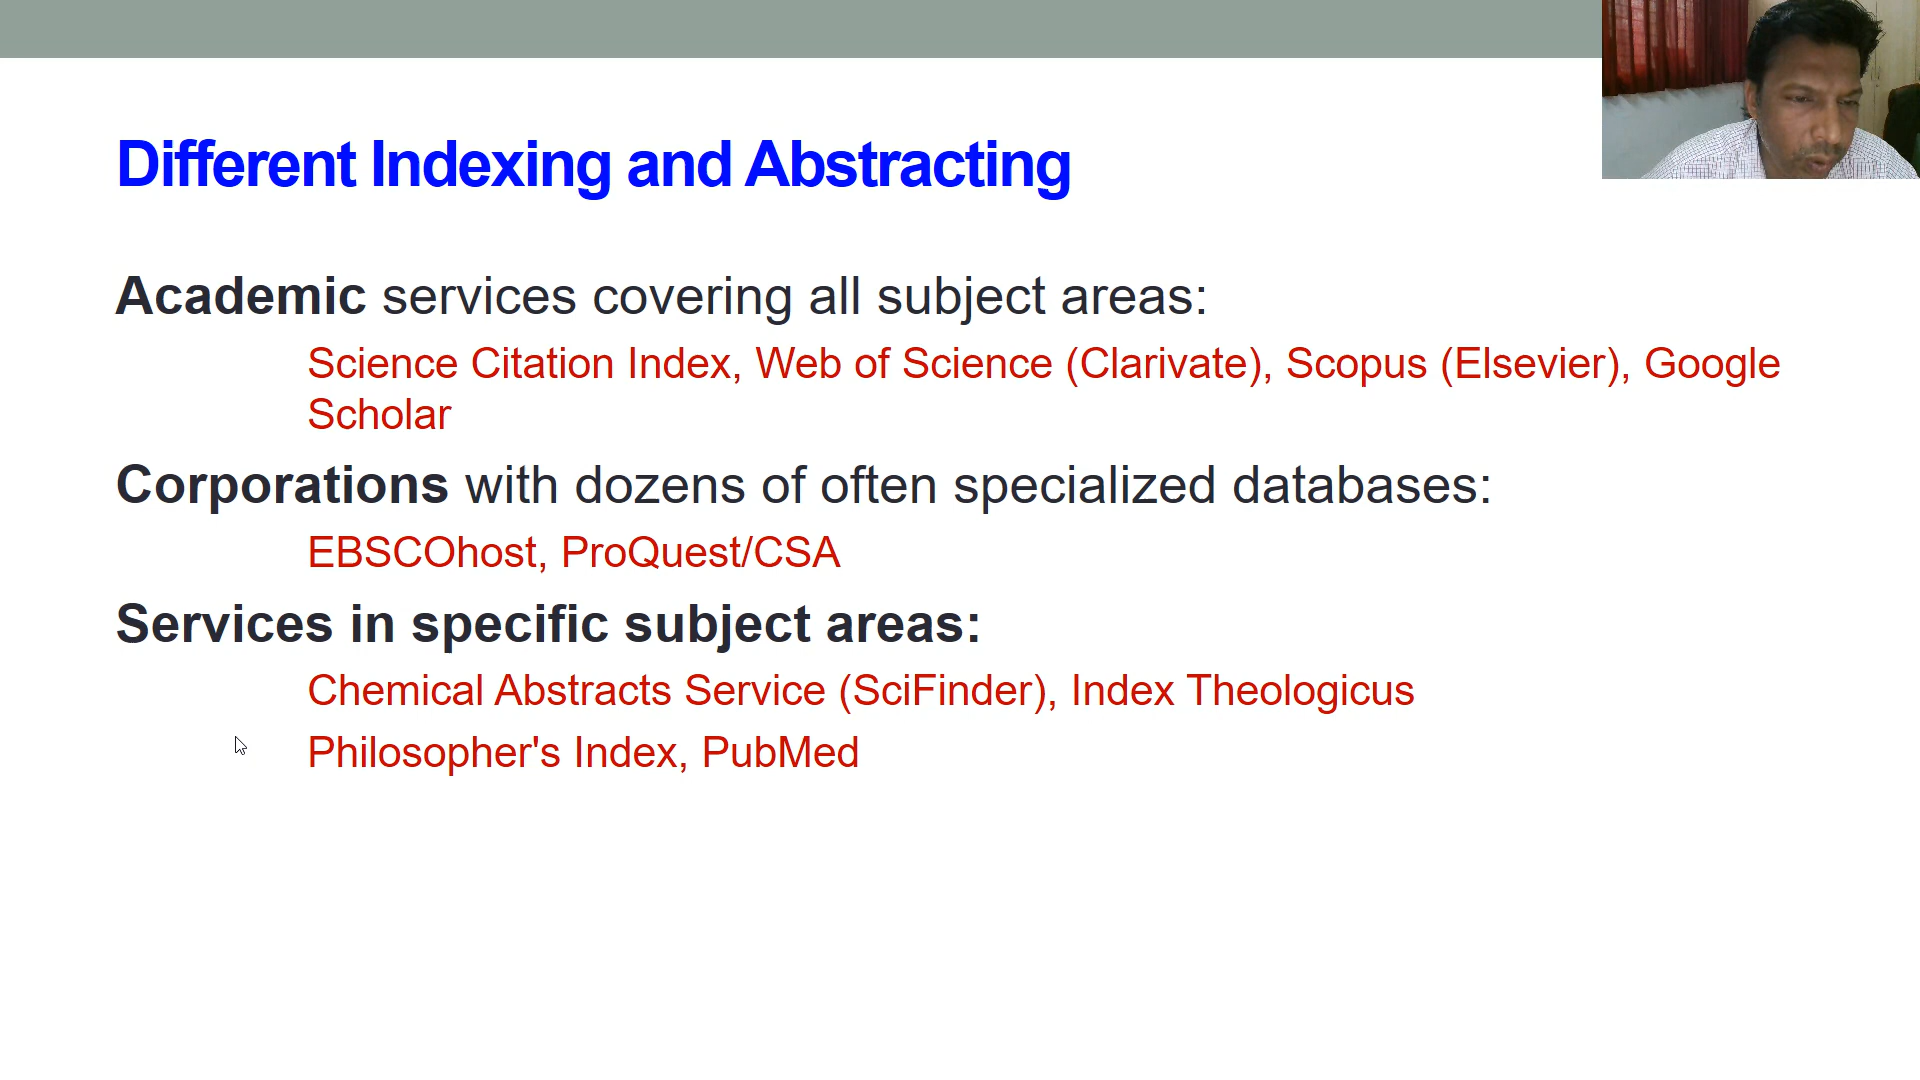 Different Indexing and Abstracting
Academic services covering all subject areas:
Science Citation Index, Web of Science (Clarivate), Scopus (Elsevier), Google
Scholar
Corporations with dozens of often specialized databases:
EBSCOhost, ProQuest/CSA
Services in specific subject areas:
Chemical Abstracts Service (SciFinder), Index Theologicus
Philosopher's Index, PubMed